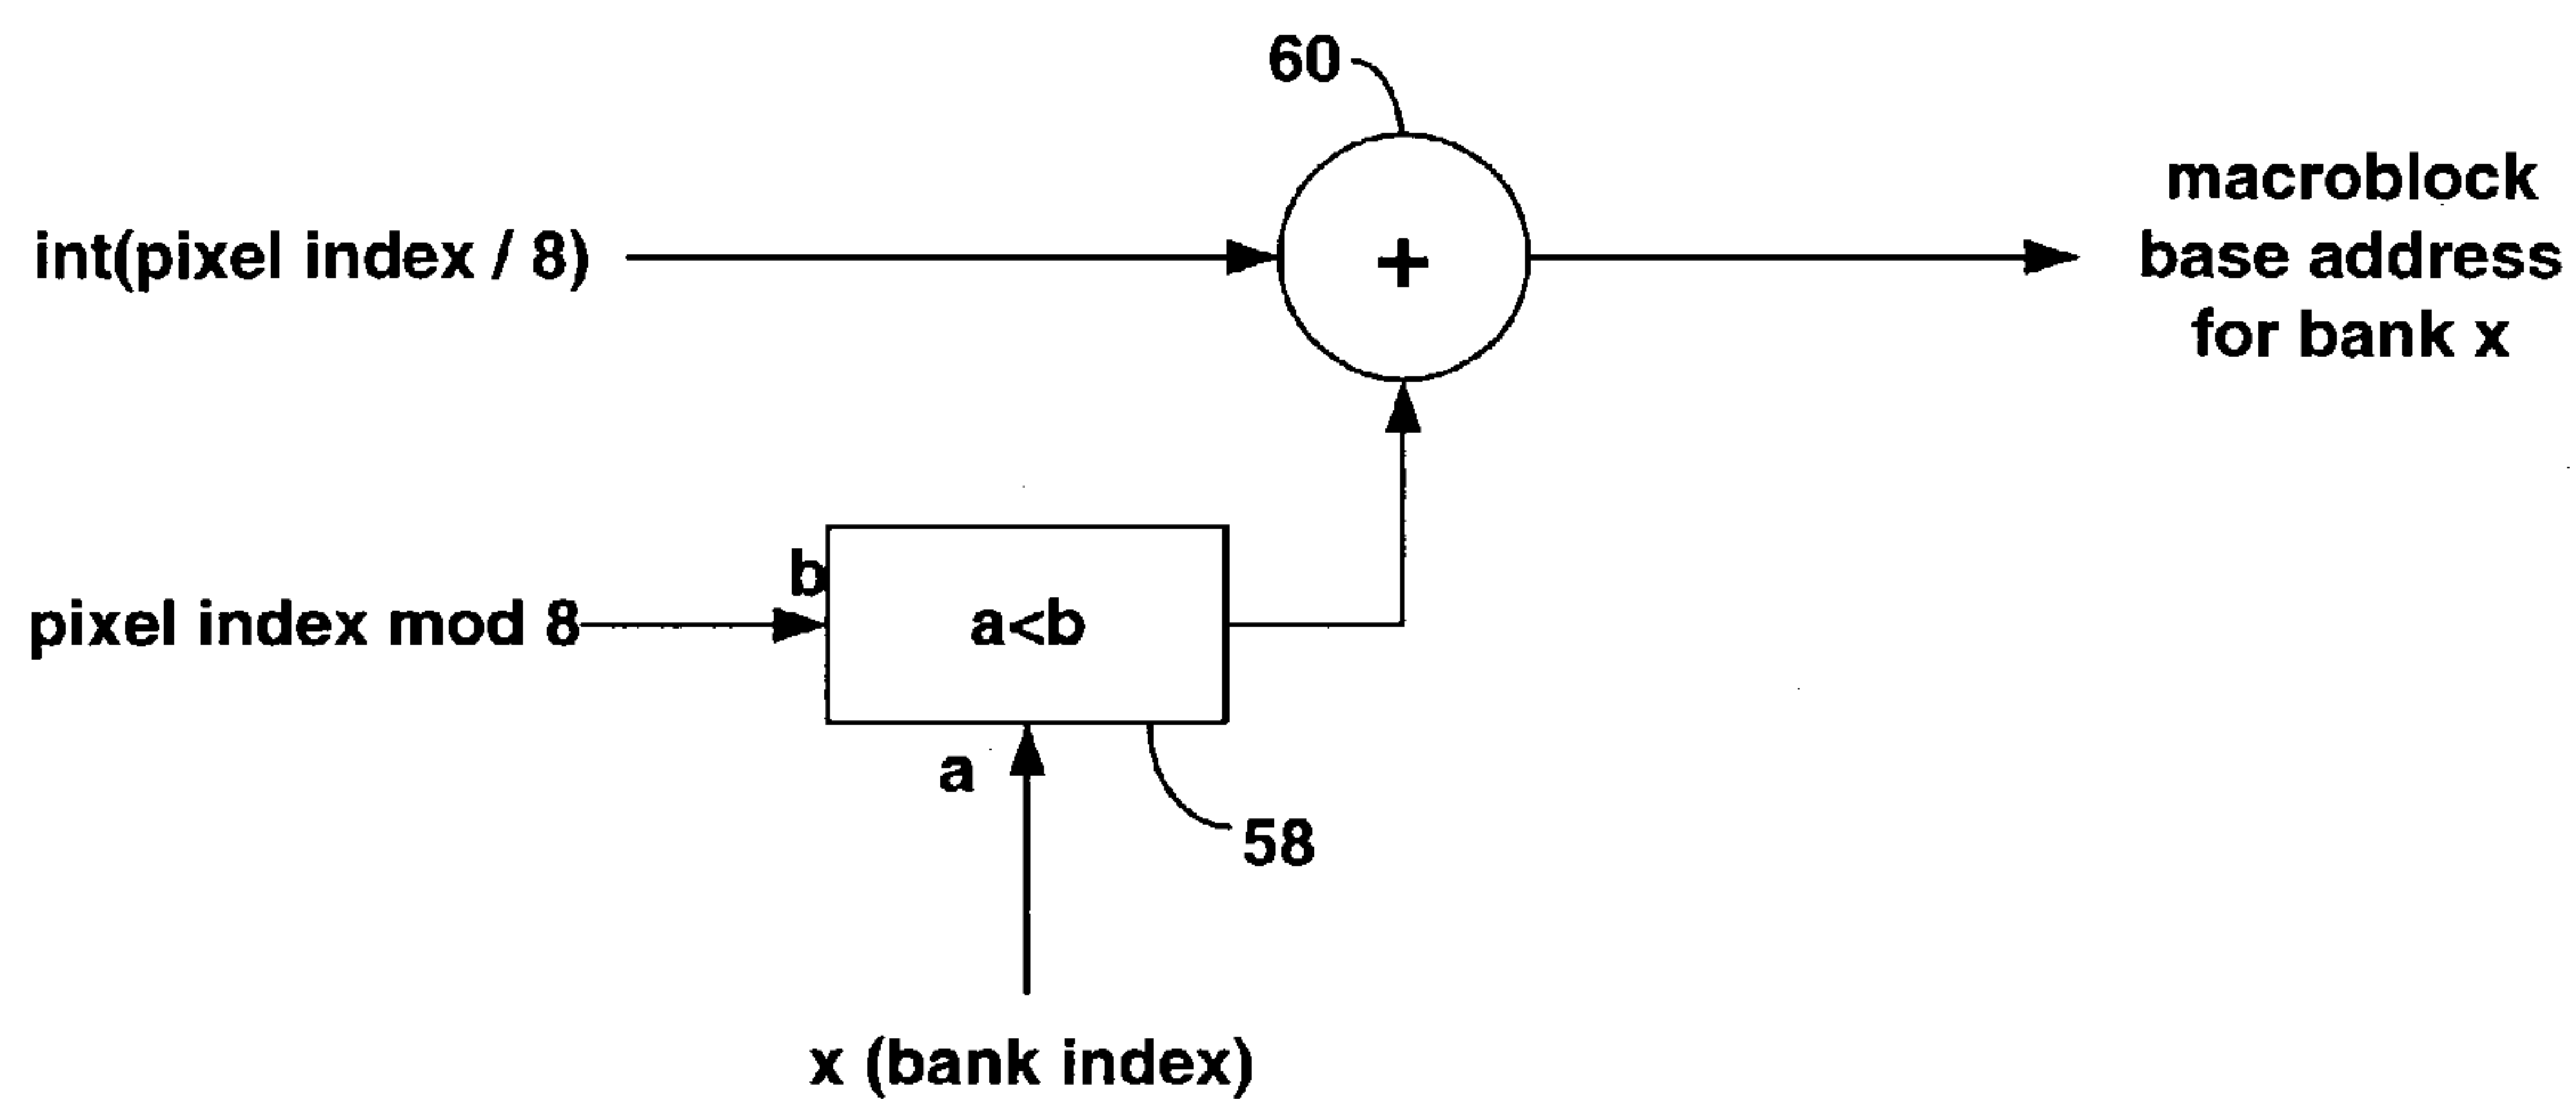 60
macroblock
int(pixel index / 8)
+
base address
for bank x
b
pixel index mod 8
a<b
a
58
x (bank index)